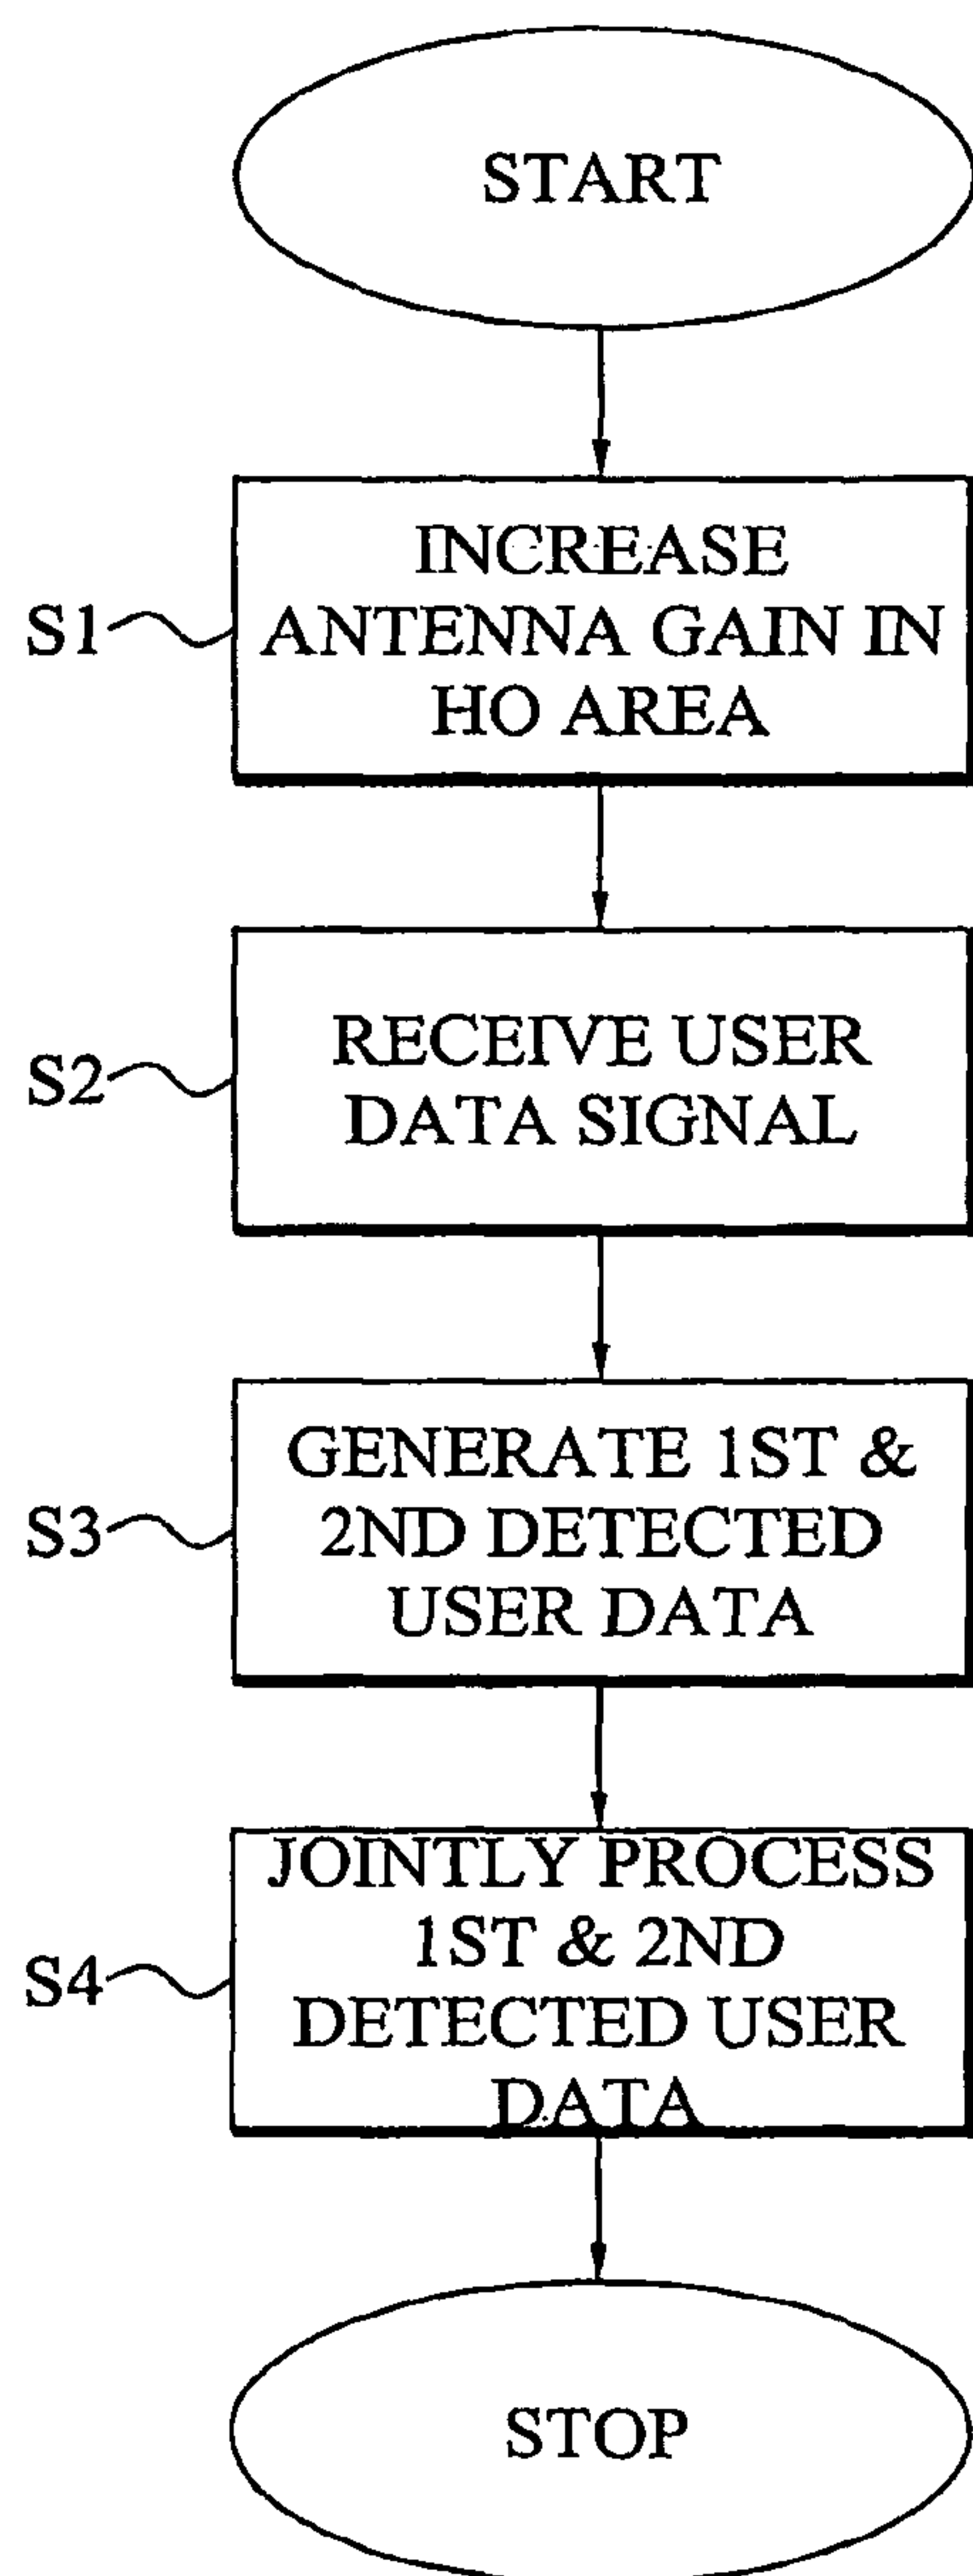 START
S1
INCREASE
ANTENNA GAIN IN
HO AREA
S2
RECEIVE USER
DATA SIGNAL
S3
GENERATE 1ST &
2ND DETECTED
USER DATA
S4
JOINTLY PROCESS
1ST & 2ND
DETECTED USER
DATA
STOP